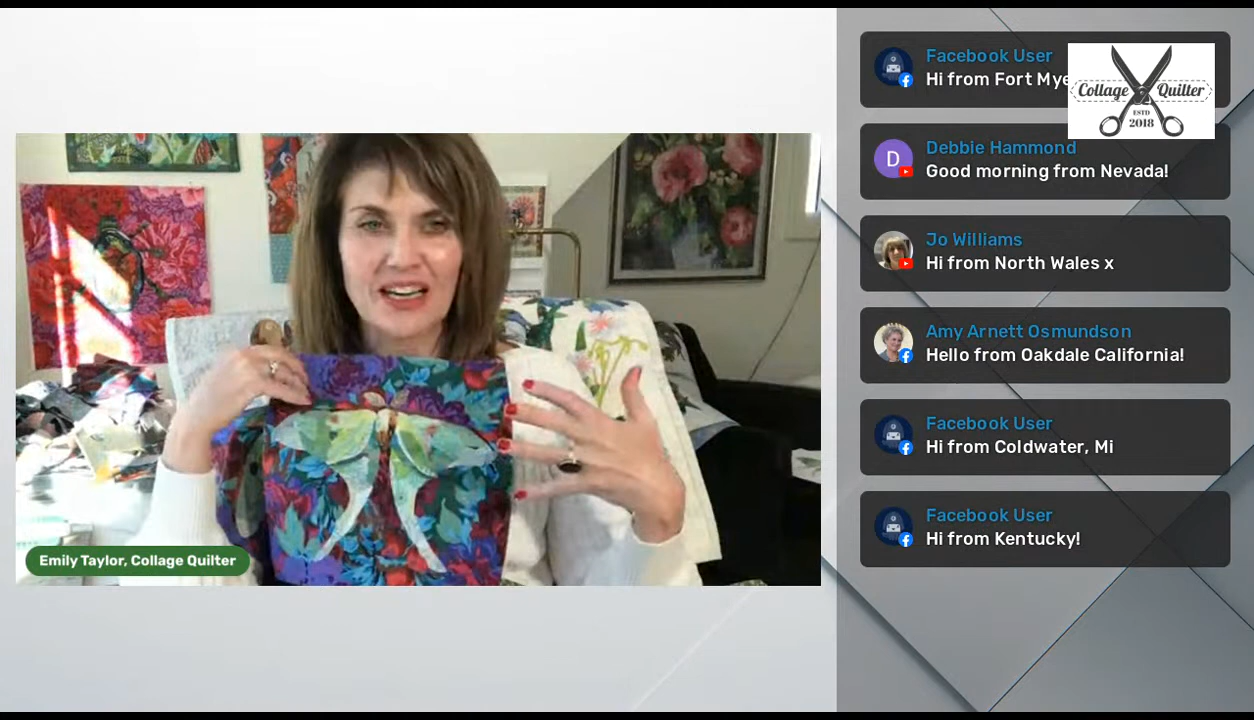 Facebook User
Hi from Fort Mye
Collage Quilter
ESTD
2018
Debbie Hammond
D
Good morning from Nevada!
Jo Williams
Hi from North Wales x
Amy Arnett Osmundson
Hello from Oakdale California!
Facebook User
Hi from Coldwater, Mi
Facebook User
Hi from Kentucky!
Emily Taylor, Collage Quilter